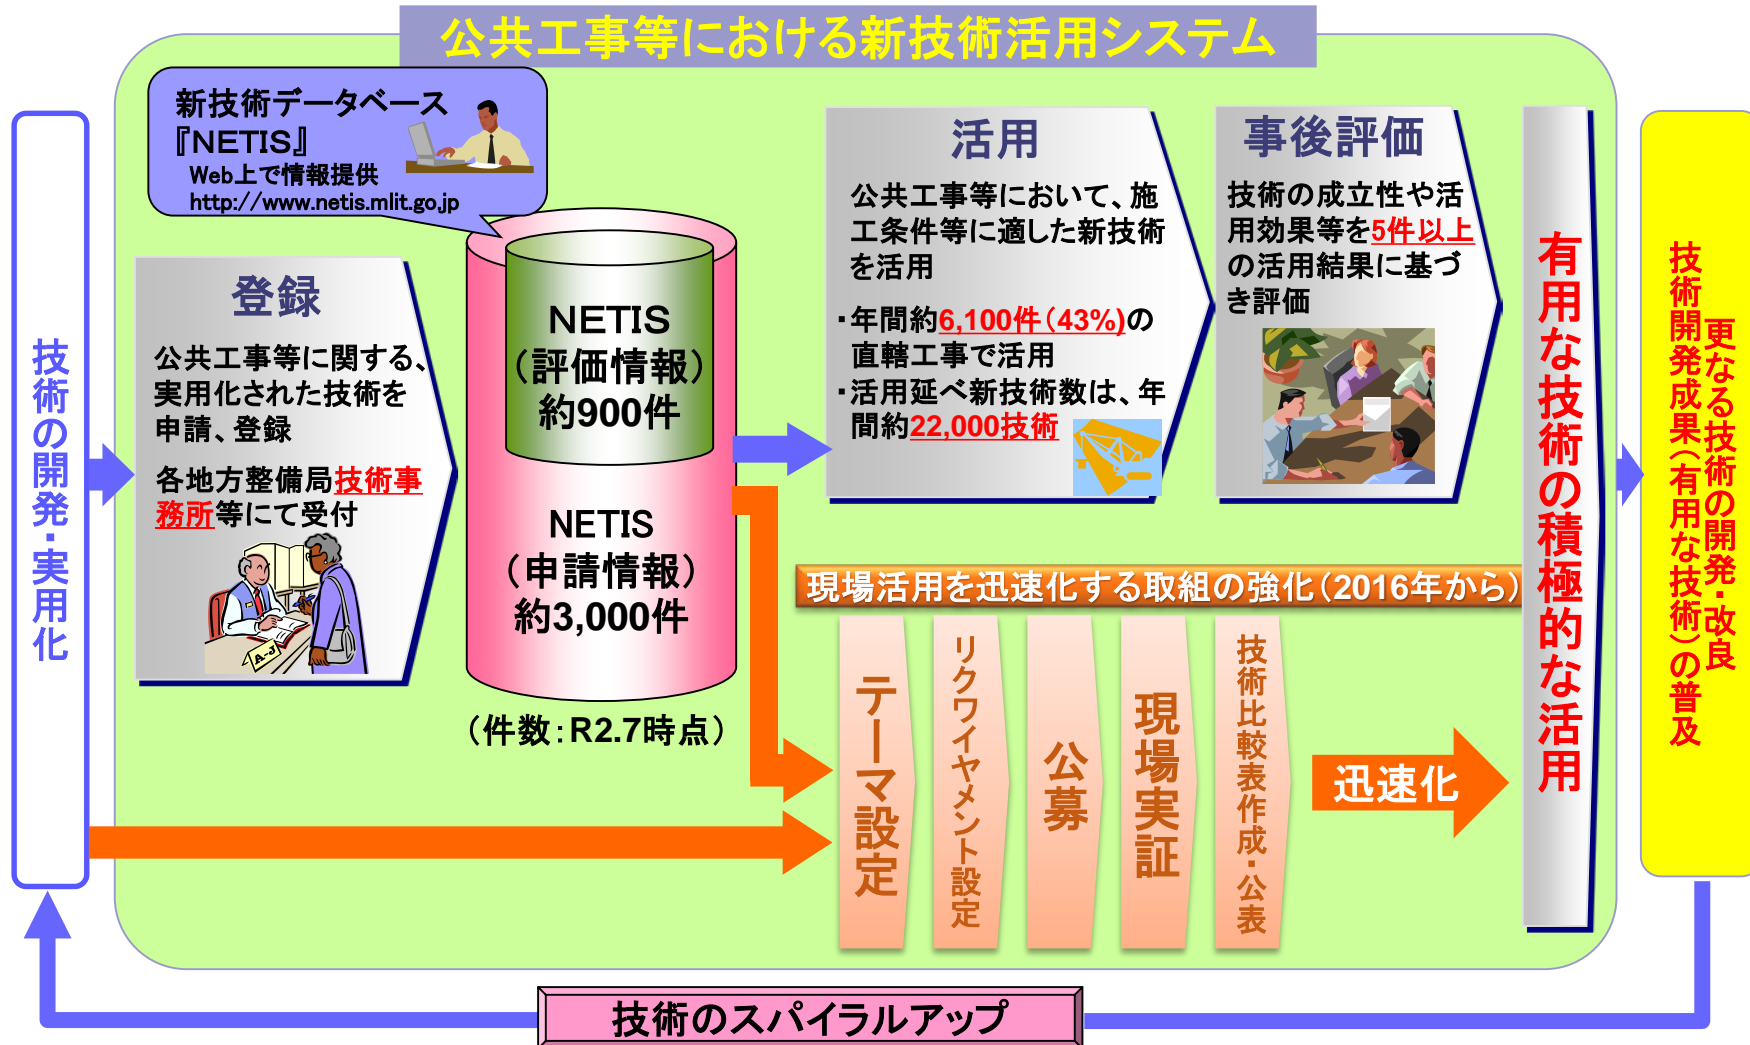 公共工事等における新技術活用システム
新技術データベース
『NETIS』
Web上で情報提供
http://www.netis.mlit.go.jp
技術の開発・実用化
登録
公共工事等に関する、
実用化された技術を
申請、登録
各地方整備局技術事
務所等にて受付
A-J
NETIS
（評価情報）
約900件
NETIS
（申請情報）
約3,000件
（件数：R2.7時点）
活用
公共工事等において、施
工条件等に適した新技術
を活用
・年間約6,100件（43%)の
直轄工事で活用
・活用延べ新技術数は、年
間約22,000技術
事後評価
技術の成立性や活
用効果等を5件以上
の活用結果に基づ
き評価
現場活用を迅速化する取組の強化（2016年から）
テーマ設定
リクワイヤメント設定
公募
現場実証
技術比較表作成・公表
迅速化
有用な技術の積極的な活用
更なる技術の開発・改良
技術開発成果（有用な技術）の普及
技術のスパイラルアップ